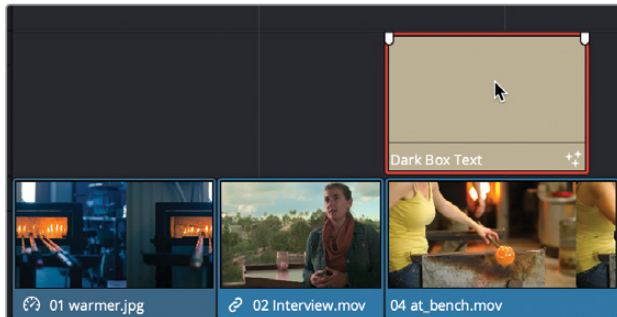 Dark Box Text
01 warmer.jpg
02 Interview.mov
04 at_bench.mov